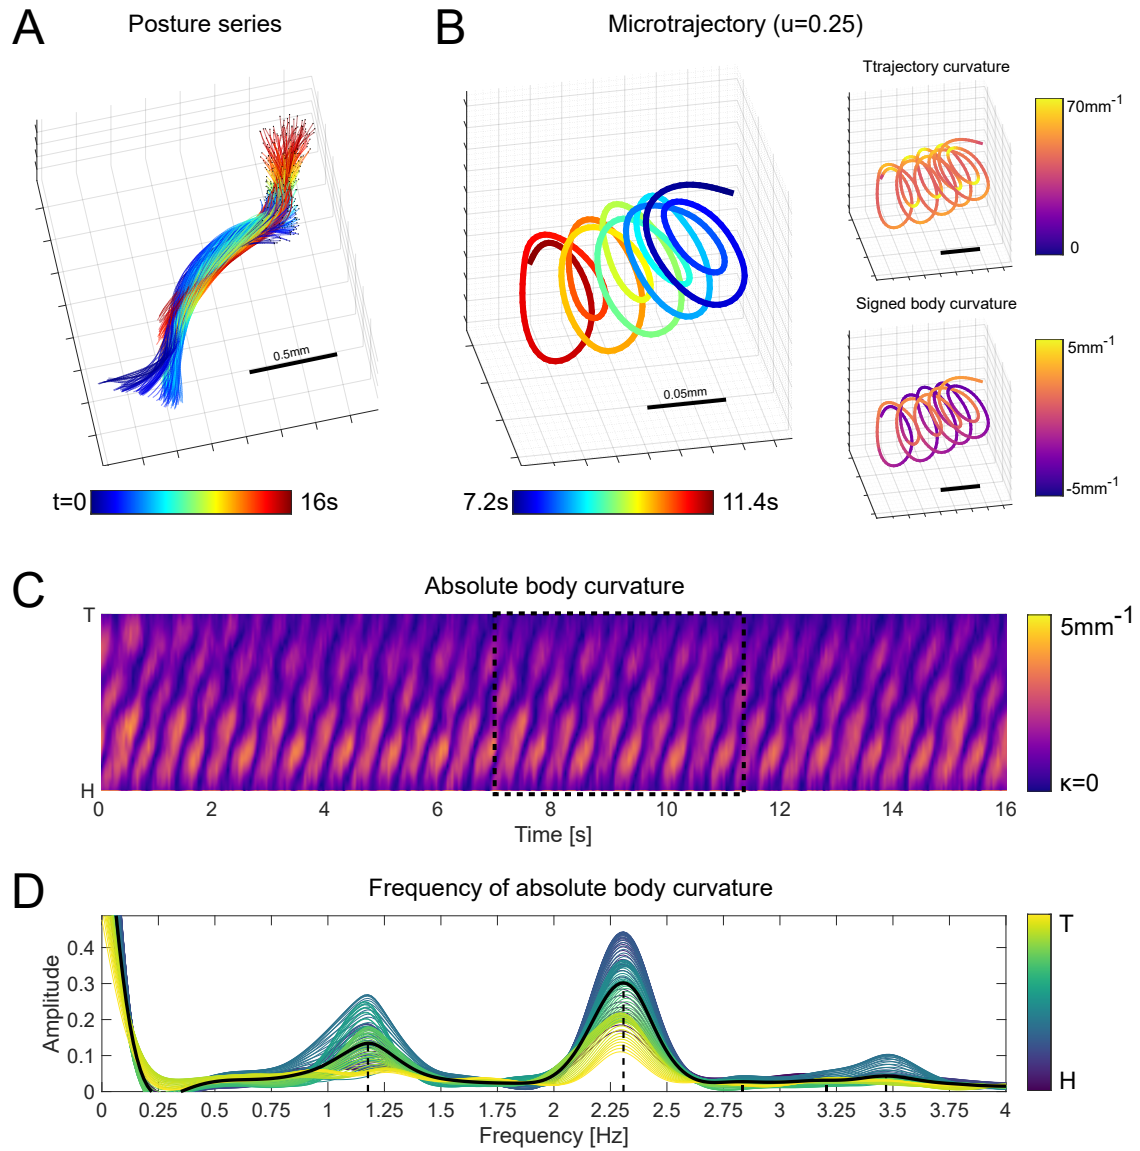 A
Posture series
0.5mm
t=0
16s
B
Microtrajectory (u=0.25)
0.05mm
7.2s
11.4s
Ttrajectory curvature
70mm-1
0
Signed body curvature
5mm-1
-5mm-1
C
Absolute body curvature
T
H
0 2 4 6 8 10 12 14 16
Time [s]
5mm-1
κ=0
D
Frequency of absolute body curvature
Amplitude
0.4
0.3
0.2
0.1
0
0 0.25 0.5 0.75 1 1.25 1.5 1.75 2 2.25 2.5 2.75 3 3.25 3.5 3.75 4
Frequency [Hz]
T
H